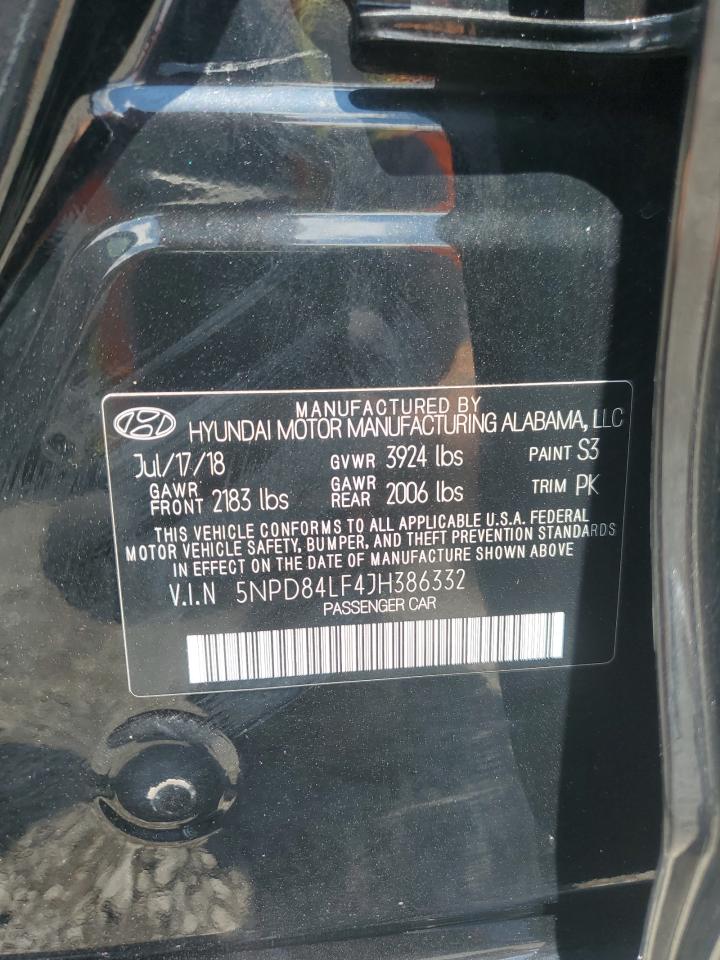 MANUFACTURED BY
HYUNDAI MOTOR MANUFACTURING ALABAMA, LLC
Jul/17/18 GVWR 3924 lbs PAINT S3
GAWR FRONT 2183 lbs GAWR REAR 2006 lbs TRIM PK
THIS VEHICLE CONFORMS TO ALL APPLICABLE U.S.A. FEDERAL
MOTOR VEHICLE SAFETY, BUMPER, AND THEFT PREVENTION STANDARDS
IN EFFECT ON THE DATE OF MANUFACTURE SHOWN ABOVE
V.I.N 5NPD84LF4JH386332
PASSENGER CAR